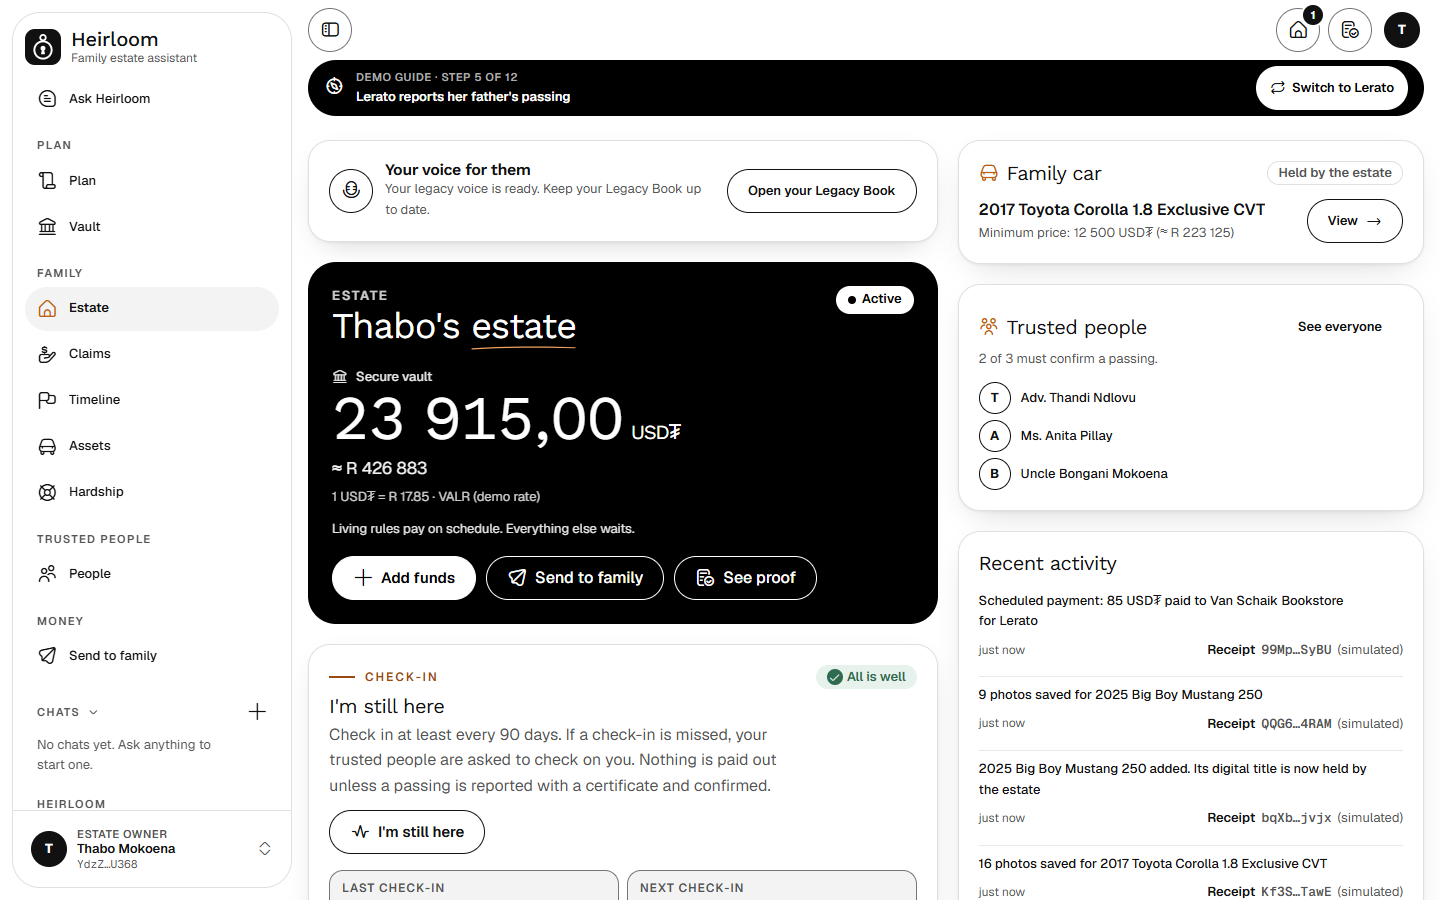 Heirloom
Family estate assistant
Ask Heirloom
PLAN
Plan
Vault
FAMILY
Estate
Claims
Timeline
Assets
Hardship
TRUSTED PEOPLE
People
MONEY
Send to family
CHATS
No chats yet. Ask anything to
start one.
HEIRLOOM
T
ESTATE OWNER
Thabo Mokoena
YdzZ…U368
1
T
DEMO GUIDE · STEP 5 OF 12
Lerato reports her father's passing
Switch to Lerato
Your voice for them
Your legacy voice is ready. Keep your Legacy Book up
to date.
Open your Legacy Book
ESTATE
Active
Thabo's estate
Secure vault
23 915,00 USD₮
≈ R 426 883
1 USD₮ = R 17.85 · VALR (demo rate)
Living rules pay on schedule. Everything else waits.
Add funds
Send to family
See proof
CHECK-IN
All is well
I'm still here
Check in at least every 90 days. If a check-in is missed, your
trusted people are asked to check on you. Nothing is paid out
unless a passing is reported with a certificate and confirmed.
I'm still here
LAST CHECK-IN
NEXT CHECK-IN
Family car
Held by the estate
2017 Toyota Corolla 1.8 Exclusive CVT
Minimum price: 12 500 USD₮ (≈ R 223 125)
View →
Trusted people
See everyone
2 of 3 must confirm a passing.
T
Adv. Thandi Ndlovu
A
Ms. Anita Pillay
B
Uncle Bongani Mokoena
Recent activity
Scheduled payment: 85 USD₮ paid to Van Schaik Bookstore
for Lerato
just now
Receipt 99Mp…SyBU (simulated)
9 photos saved for 2025 Big Boy Mustang 250
just now
Receipt QQG6…4RAM (simulated)
2025 Big Boy Mustang 250 added. Its digital title is now held by
the estate
just now
Receipt bqXb…jvjx (simulated)
16 photos saved for 2017 Toyota Corolla 1.8 Exclusive CVT
just now
Receipt Kf3S…TawE (simulated)